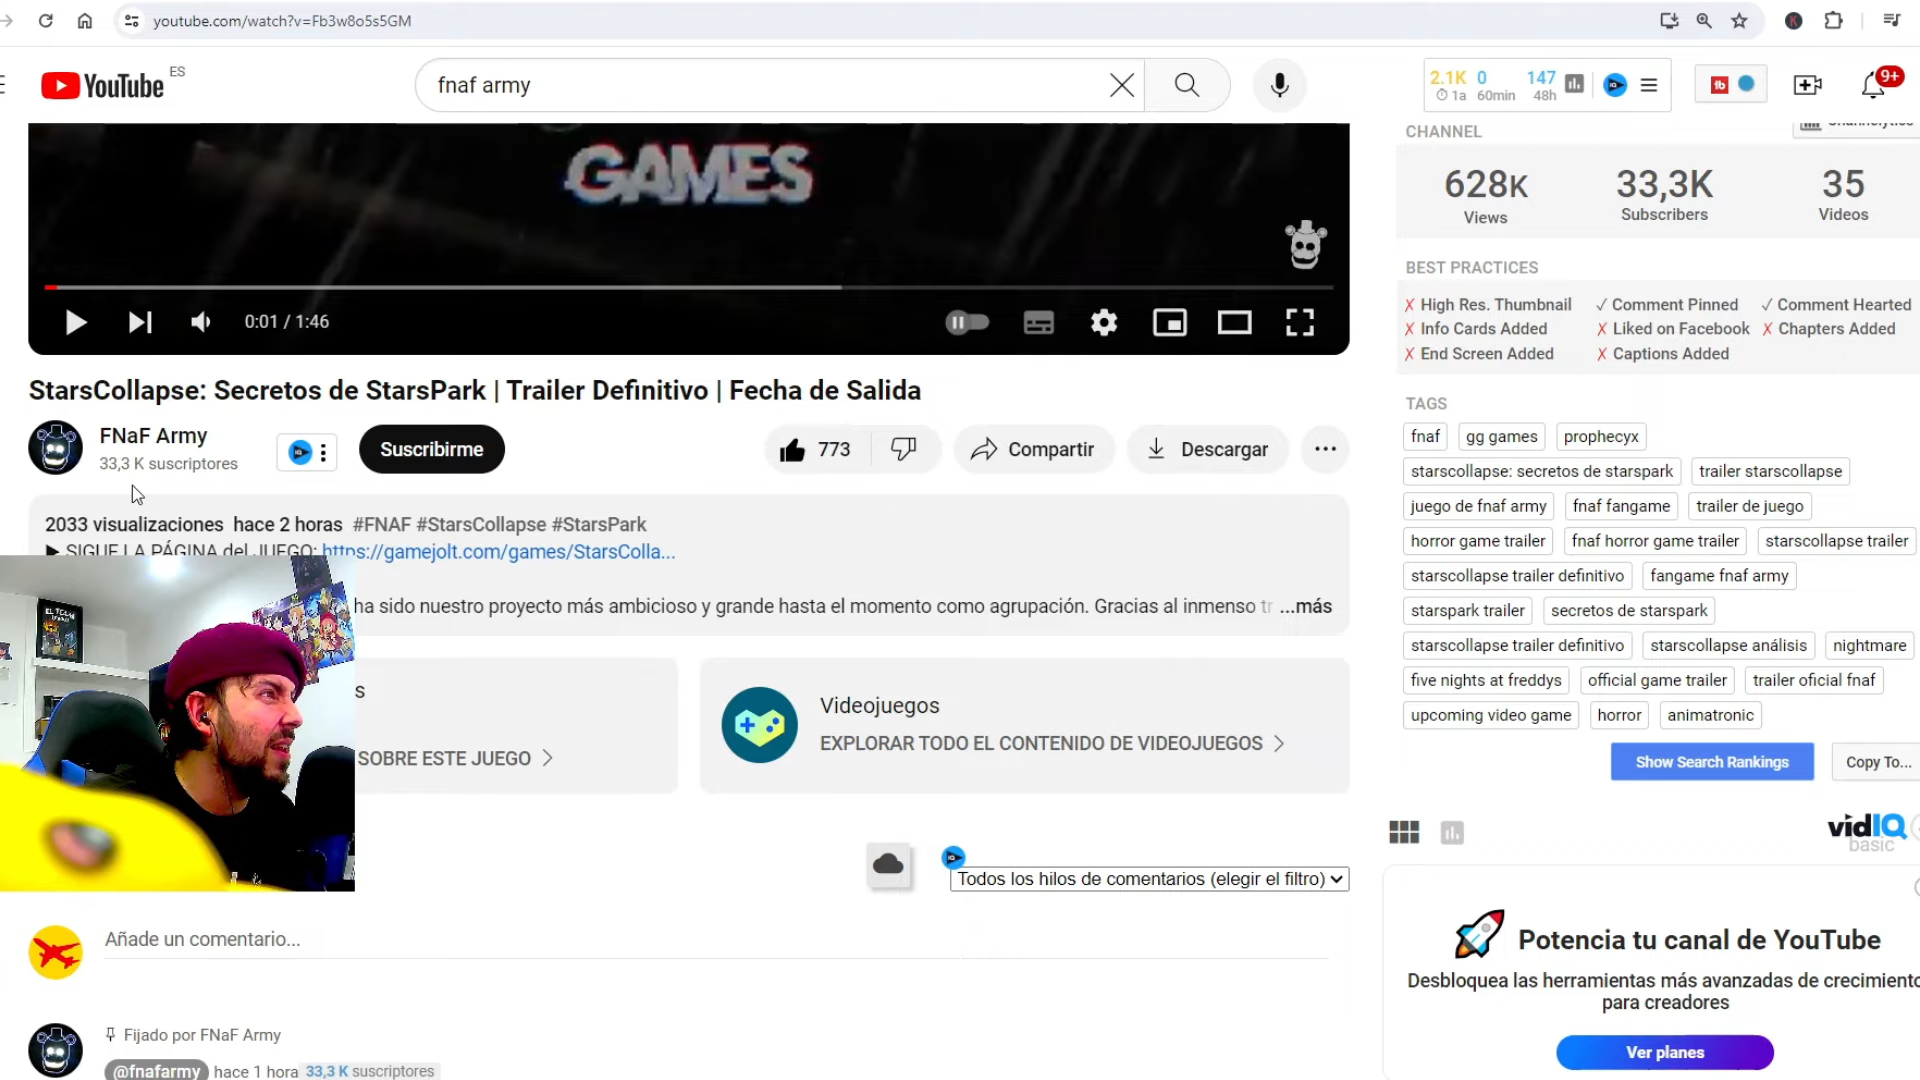 youtube.com/watch?v=Fb3w8o5s5GM
YouTube ES
fnaf army
2.1K 0 147
1a 60min 48h
9+
GAMES
0:01 / 1:46
StarsCollapse: Secretos de StarsPark | Trailer Definitivo | Fecha de Salida
FNaF Army
33,3 K suscriptores
Suscribirme
773
Compartir
Descargar
2033 visualizaciones hace 2 horas #FNAF #StarsCollapse #StarsPark
▶ SIGUE LA PÁGINA del JUEGO: https://gamejolt.com/games/StarsColla...
ha sido nuestro proyecto más ambicioso y grande hasta el momento como agrupación. Gracias al inmenso tr ...más
s
SOBRE ESTE JUEGO
Videojuegos
EXPLORAR TODO EL CONTENIDO DE VIDEOJUEGOS
Todos los hilos de comentarios (elegir el filtro)
Añade un comentario...
Fijado por FNaF Army
@fnafarmy hace 1 hora 33,3 K suscriptores
CHANNEL
628K 33,3K 35
Views Subscribers Videos
BEST PRACTICES
✗ High Res. Thumbnail ✓ Comment Pinned ✓ Comment Hearted
✗ Info Cards Added ✗ Liked on Facebook ✗ Chapters Added
✗ End Screen Added ✗ Captions Added
TAGS
fnaf gg games prophecyx
starscollapse: secretos de starspark trailer starscollapse
juego de fnaf army fnaf fangame trailer de juego
horror game trailer fnaf horror game trailer starscollapse trailer
starscollapse trailer definitivo fangame fnaf army
starspark trailer secretos de starspark
starscollapse trailer definitivo starscollapse análisis nightmare
five nights at freddys official game trailer trailer oficial fnaf
upcoming video game horror animatronic
Show Search Rankings Copy To...
vidIQ
basic
Potencia tu canal de YouTube
Desbloquea las herramientas más avanzadas de crecimiento
para creadores
Ver planes